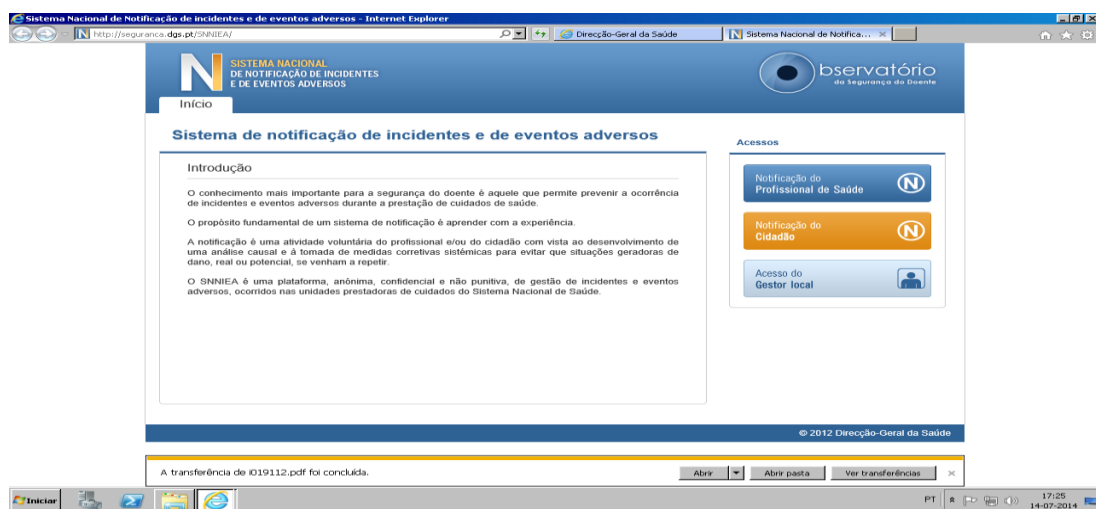 Sistema Nacional de Notificação de incidentes e de eventos adversos - Internet Explorer
http://seguranca.dgs.pt/SNNIEA/
Direcção-Geral da Saúde
Sistema Nacional de Notifica...
SISTEMA NACIONAL
DE NOTIFICAÇÃO DE INCIDENTES
E DE EVENTOS ADVERSOS
bservatório
da Segurança do Doente
Início
Sistema de notificação de incidentes e de eventos adversos
Acessos
Introdução
O conhecimento mais importante para a segurança do doente é aquele que permite prevenir a ocorrência
de incidentes e eventos adversos durante a prestação de cuidados de saúde.
O propósito fundamental de um sistema de notificação é aprender com a experiência.
A notificação é uma atividade voluntária do profissional e/ou do cidadão com vista ao desenvolvimento de
uma análise causal e à tomada de medidas corretivas sistémicas para evitar que situações geradoras de
dano, real ou potencial, se venham a repetir.
O SNNIEA é uma plataforma, anónima, confidencial e não punitiva, de gestão de incidentes e eventos
adversos, ocorridos nas unidades prestadoras de cuidados do Sistema Nacional de Saúde.
Notificação do
Profissional de Saúde
N
Notificação do
Cidadão
N
Acesso do
Gestor local
© 2012 Direcção-Geral da Saúde
A transferência de i019112.pdf foi concluída.
Abrir
Abrir pasta
Ver transferências
Iniciar
PT
17:25
14-07-2014